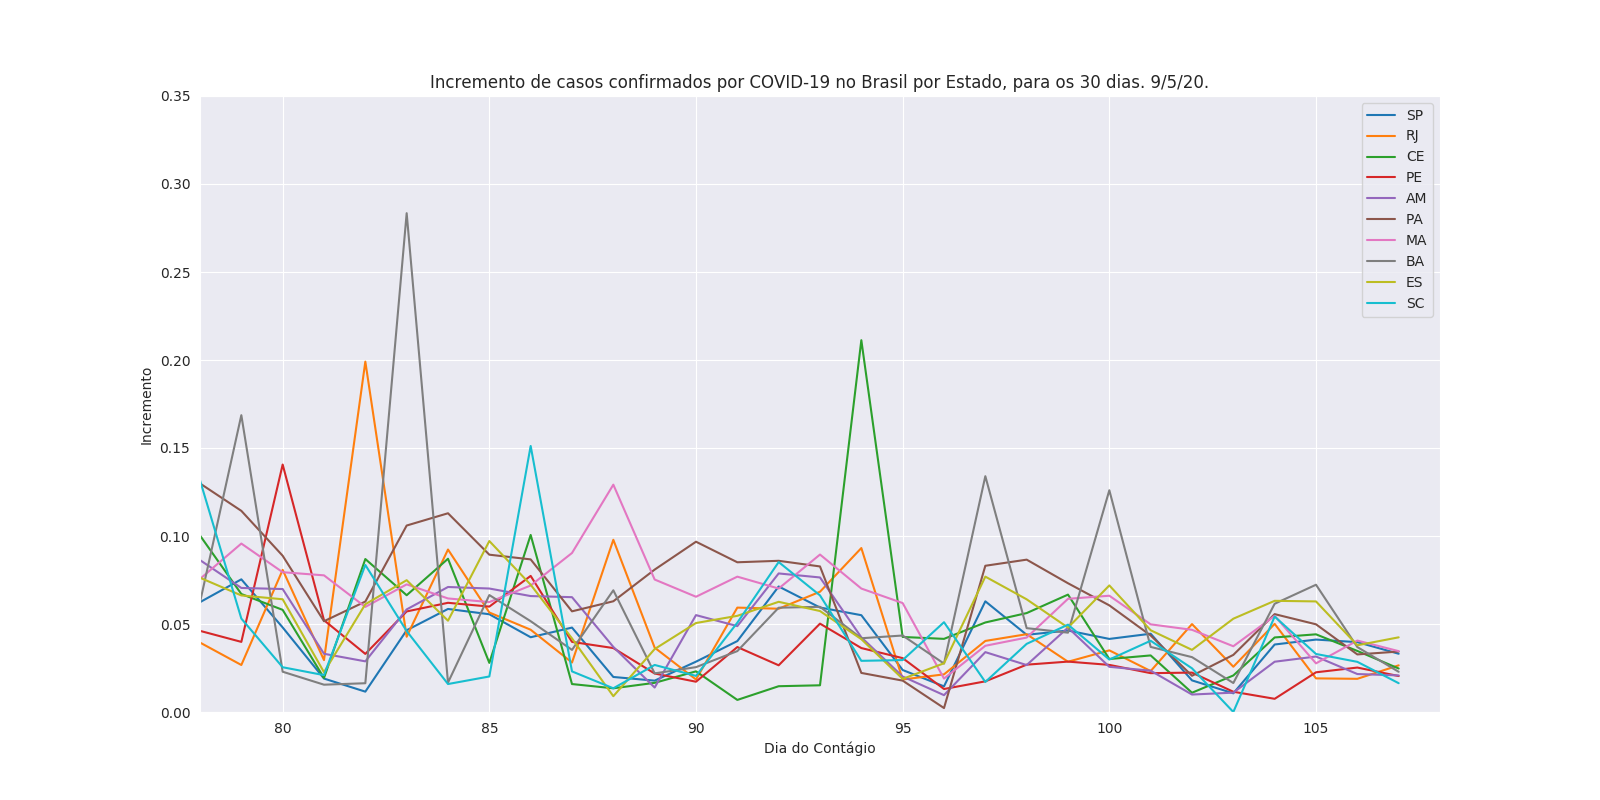 Incremento de casos confirmados por COVID-19 no Brasil por Estado, para os 30 dias. 9/5/20.
0.35
0.30
0.25
0.20
0.15
0.10
0.05
0.00
Incremento
80
85
90
95
100
105
Dia do Contágio
SP
RJ
CE
PE
AM
PA
MA
BA
ES
SC